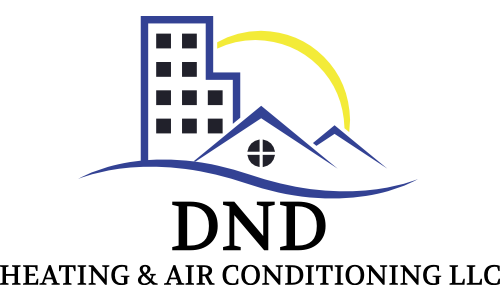 DND
HEATING & AIR CONDITIONING LLC